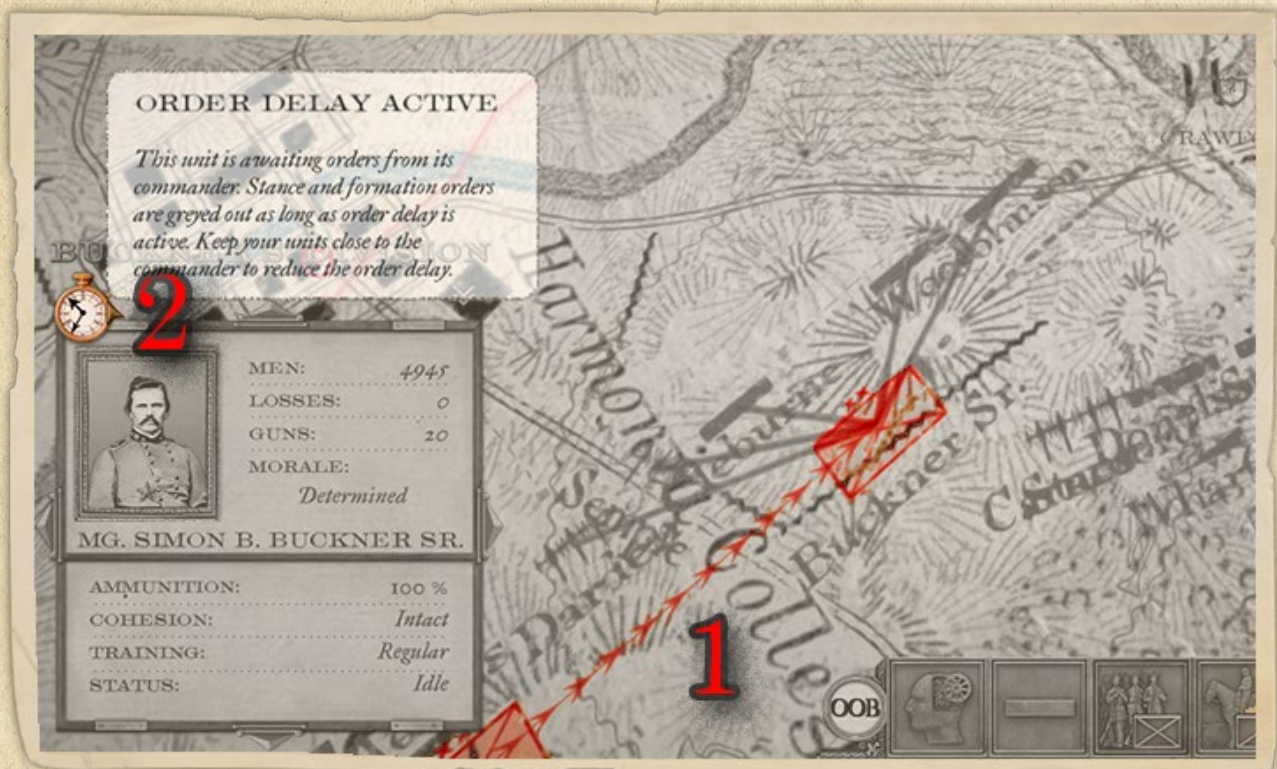 ORDER DELAY ACTIVE
This unit is awaiting orders from its
commander. Stance and formation orders
are greyed out as long as order delay is
active. Keep your units close to the
commander to reduce the order delay.
2
MEN: 4945
LOSSES: 0
GUNS: 20
MORALE:
Determined
MG. SIMON B. BUCKNER SR.
AMMUNITION: 100 %
COHESION: Intact
TRAINING: Regular
STATUS: Idle
Harmony
Cleburne
Wood
Johnson
Buckner Sr.
1
OOB